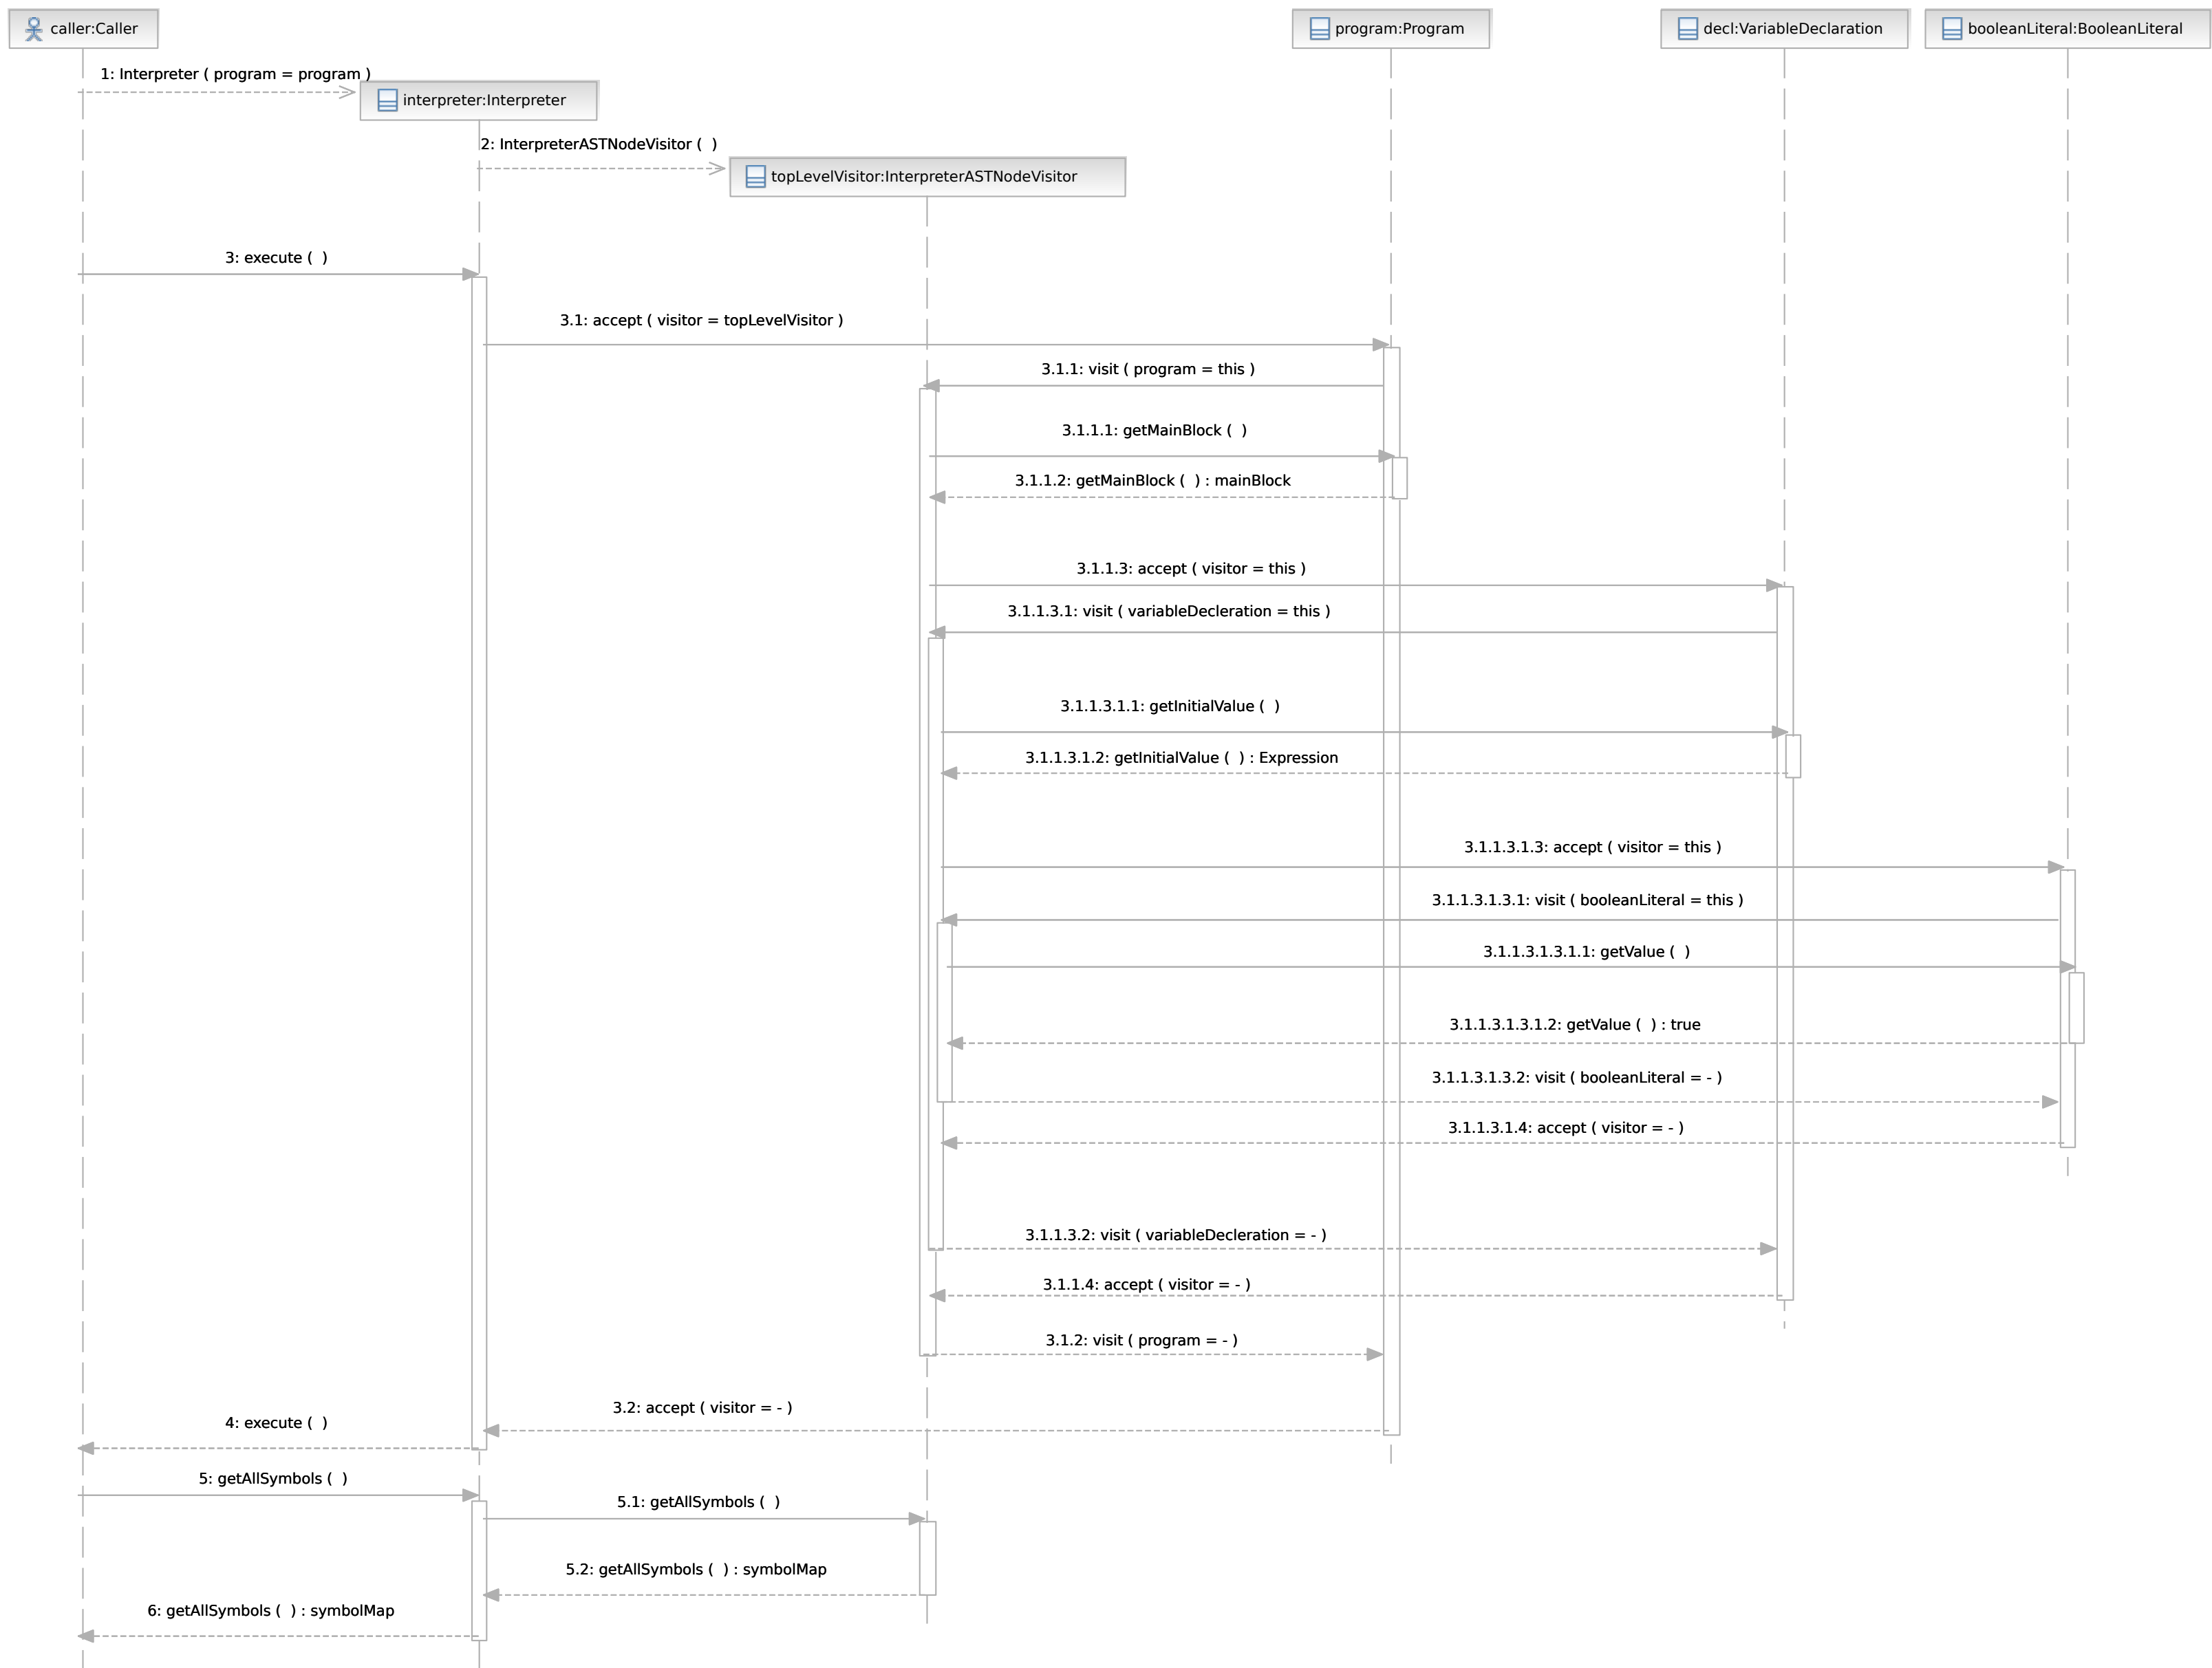 caller:Caller
program:Program
decl:VariableDeclaration
booleanLiteral:BooleanLiteral
1: Interpreter ( program = program )
interpreter:Interpreter
2: InterpreterASTNodeVisitor (  )
topLevelVisitor:InterpreterASTNodeVisitor
3: execute (  )
3.1: accept ( visitor = topLevelVisitor )
3.1.1: visit ( program = this )
3.1.1.1: getMainBlock (  )
3.1.1.2: getMainBlock (  ) : mainBlock
3.1.1.3: accept ( visitor = this )
3.1.1.3.1: visit ( variableDecleration = this )
3.1.1.3.1.1: getInitialValue (  )
3.1.1.3.1.2: getInitialValue (  ) : Expression
3.1.1.3.1.3: accept ( visitor = this )
3.1.1.3.1.3.1: visit ( booleanLiteral = this )
3.1.1.3.1.3.1.1: getValue (  )
3.1.1.3.1.3.1.2: getValue (  ) : true
3.1.1.3.1.3.2: visit ( booleanLiteral = - )
3.1.1.3.1.4: accept ( visitor = - )
3.1.1.3.2: visit ( variableDecleration = - )
3.1.1.4: accept ( visitor = - )
3.1.2: visit ( program = - )
3.2: accept ( visitor = - )
4: execute (  )
5: getAllSymbols (  )
5.1: getAllSymbols (  )
5.2: getAllSymbols (  ) : symbolMap
6: getAllSymbols (  ) : symbolMap